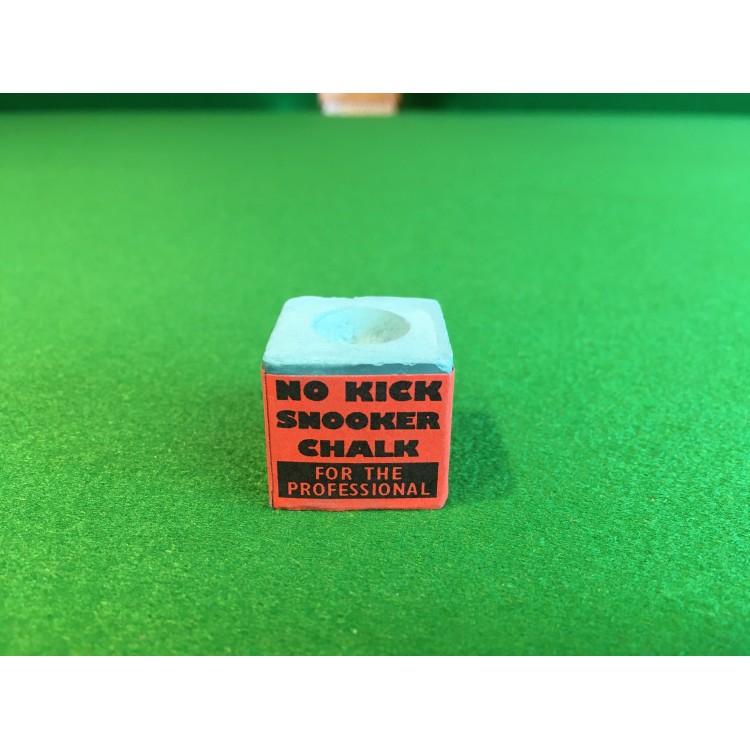 NO KICK
SNOOKER
CHALK
FOR THE
PROFESSIONAL